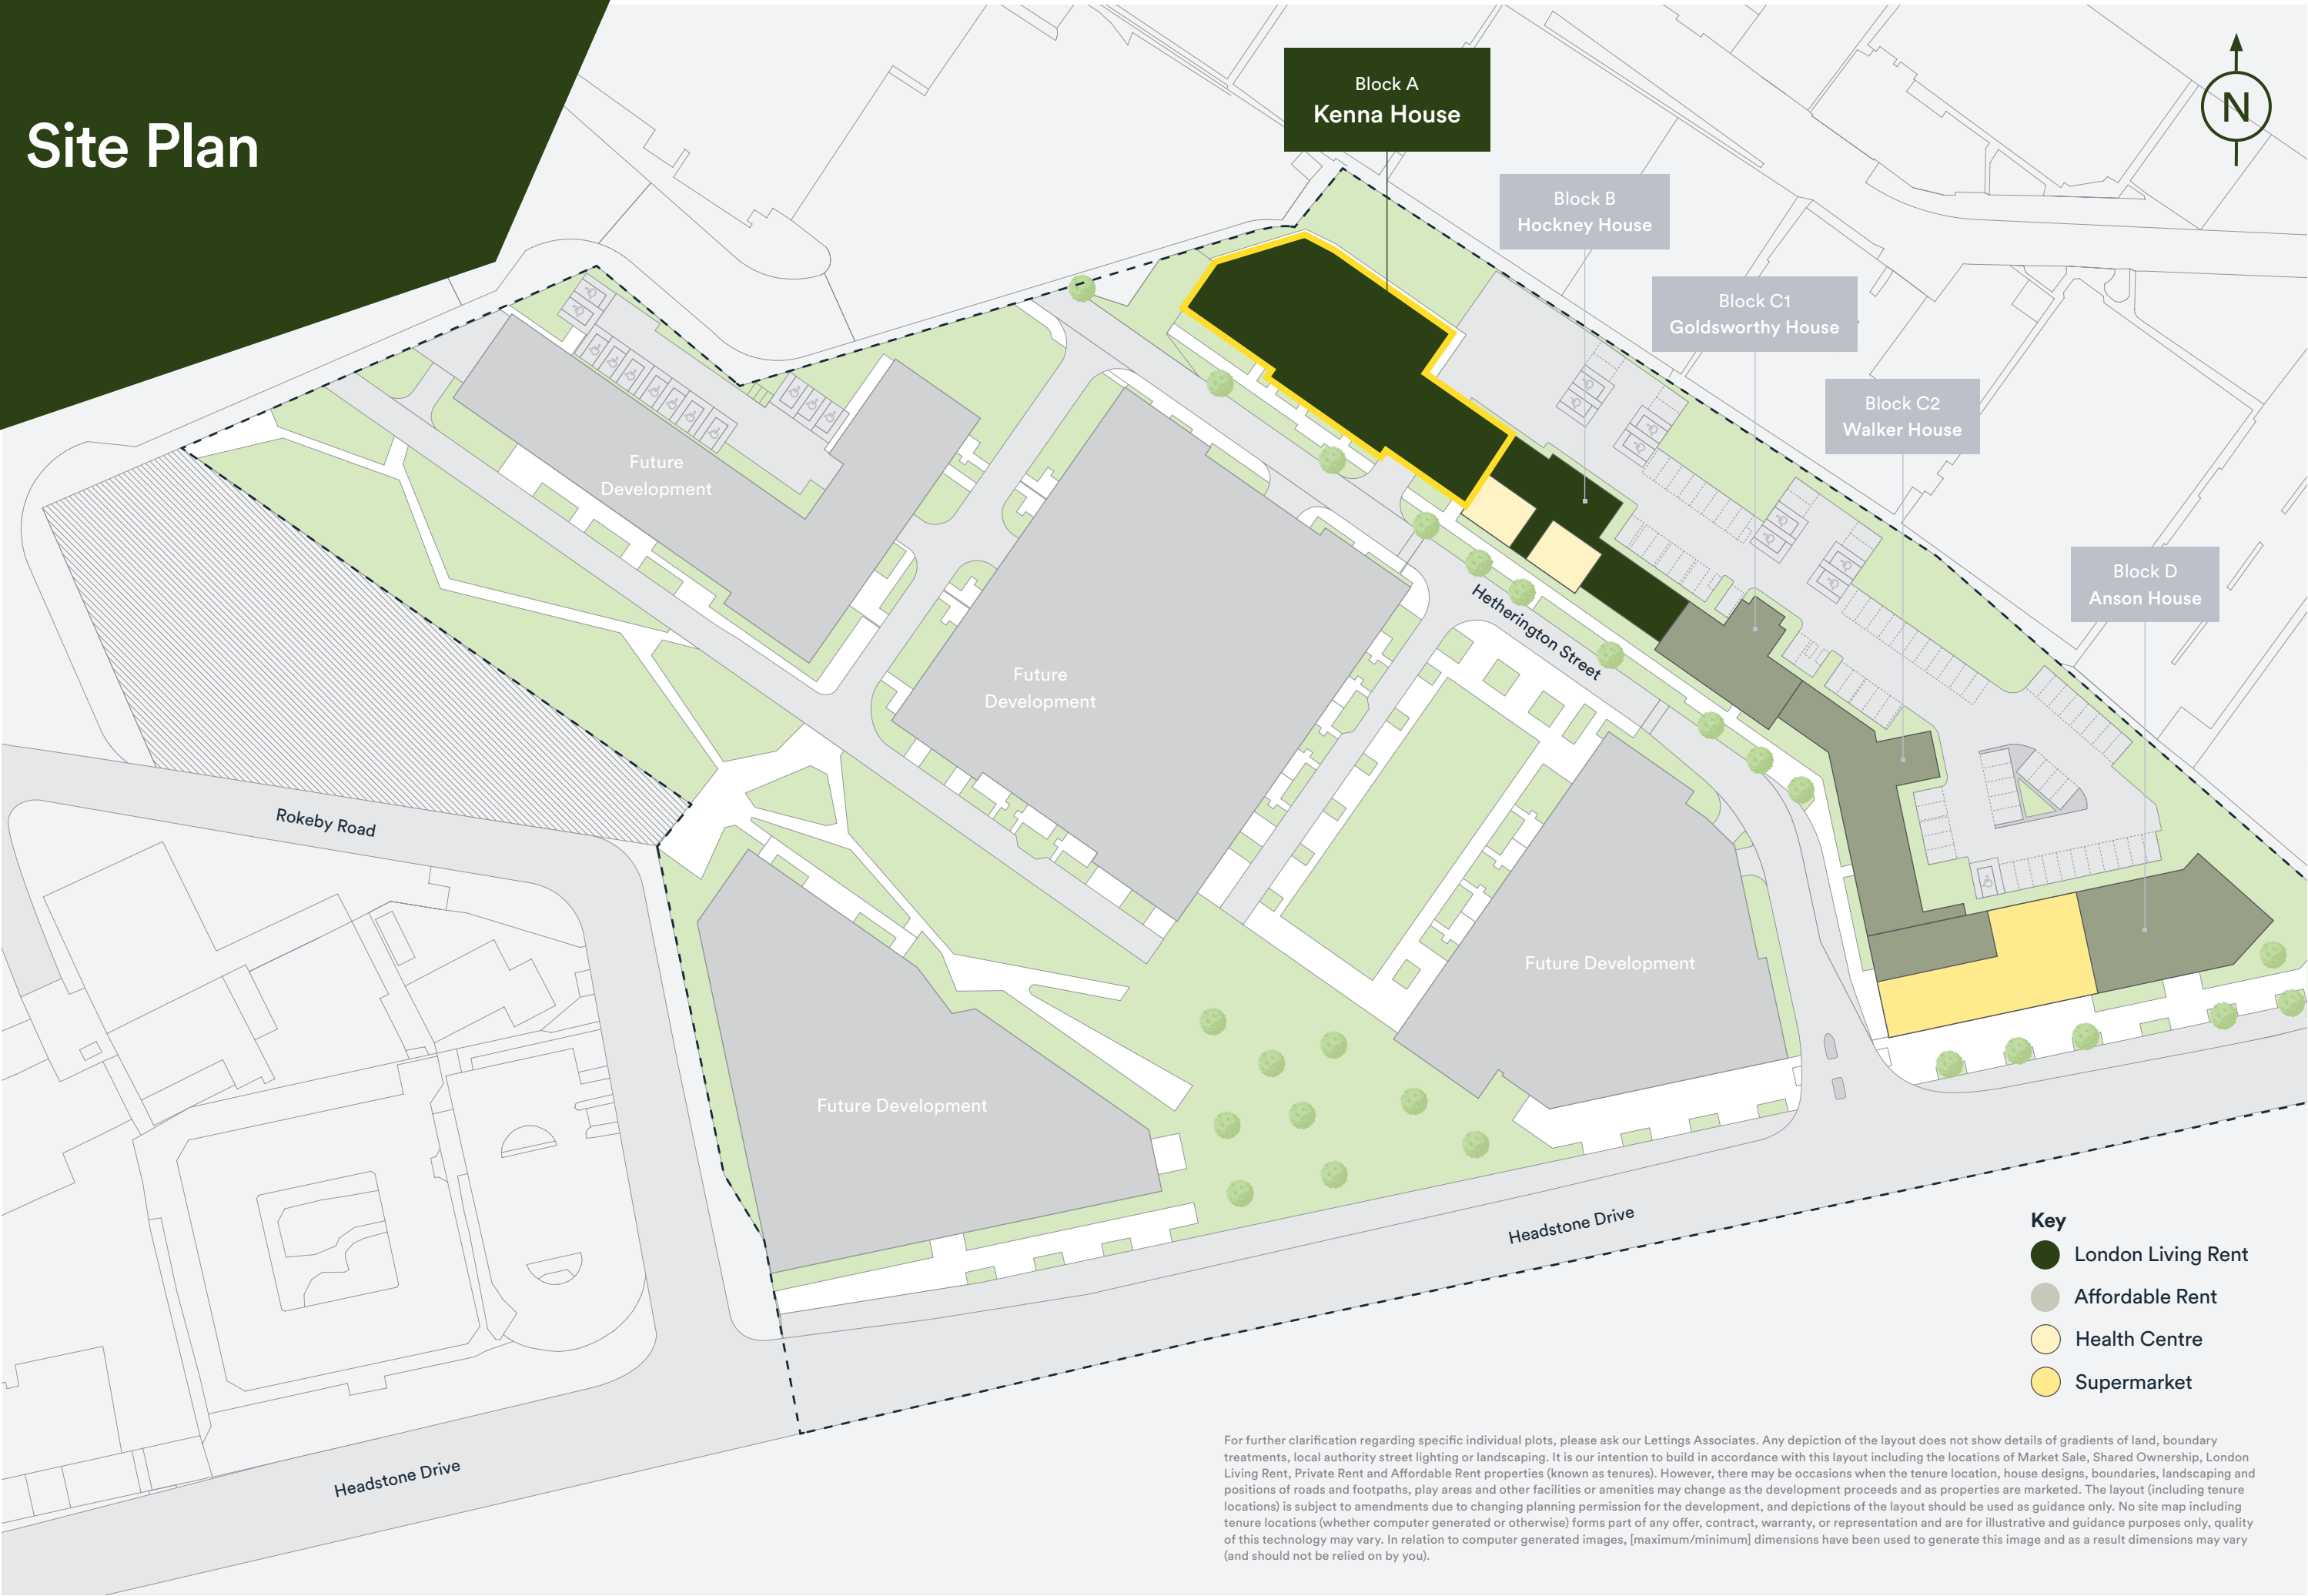 Site Plan
Block A
Kenna House
N
Block B
Hockney House
Block C1
Goldsworthy House
Block C2
Walker House
Block D
Anson House
Future
Development
Future
Development
Hetherington Street
Rokeby Road
Future Development
Future Development
Headstone Drive
Headstone Drive
Key
London Living Rent
Affordable Rent
Health Centre
Supermarket
For further clarification regarding specific individual plots, please ask our Lettings Associates. Any depiction of the layout does not show details of gradients of land, boundary
treatments, local authority street lighting or landscaping. It is our intention to build in accordance with this layout including the locations of Market Sale, Shared Ownership, London
Living Rent, Private Rent and Affordable Rent properties (known as tenures). However, there may be occasions when the tenure location, house designs, boundaries, landscaping and
positions of roads and footpaths, play areas and other facilities or amenities may change as the development proceeds and as properties are marketed. The layout (including tenure
locations) is subject to amendments due to changing planning permission for the development, and depictions of the layout should be used as guidance only. No site map including
tenure locations (whether computer generated or otherwise) forms part of any offer, contract, warranty, or representation and are for illustrative and guidance purposes only, quality
of this technology may vary. In relation to computer generated images, [maximum/minimum] dimensions have been used to generate this image and as a result dimensions may vary
(and should not be relied on by you).